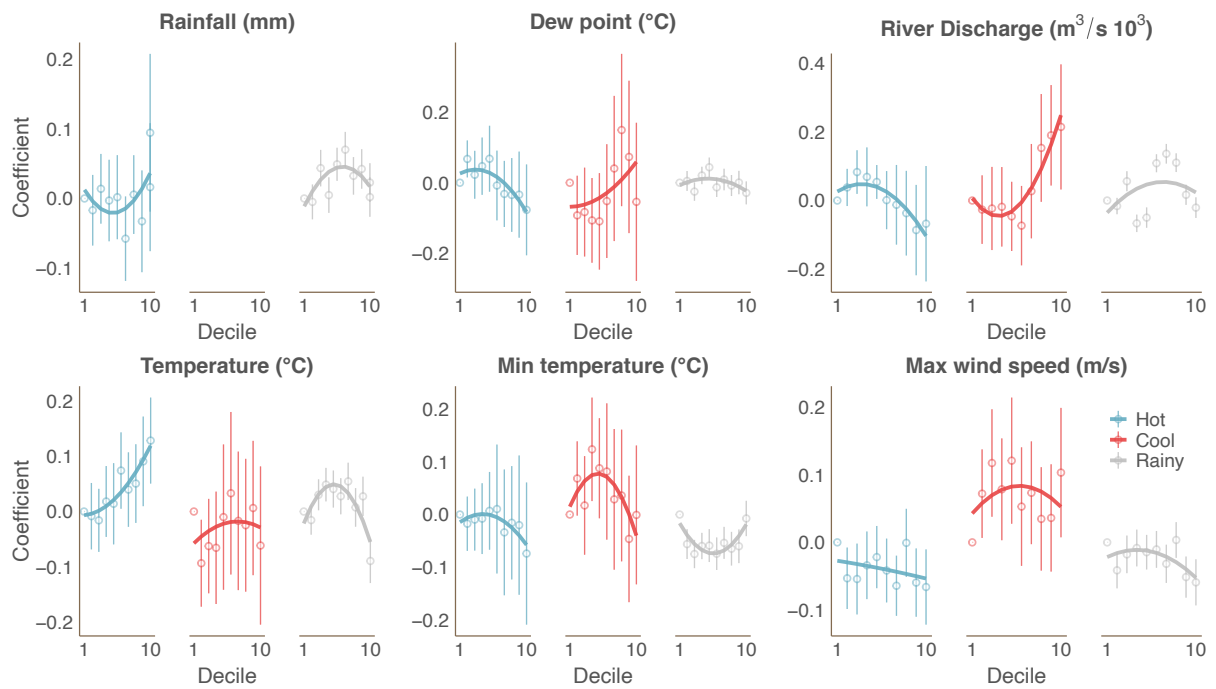 Rainfall (mm)
Dew point (°C)
River Discharge (m³/s 10³)
Coefficient
0.2
0.1
0.0
−0.1
0.2
0.0
−0.2
0.4
0.2
0.0
−0.2
1 10 10 1 10
1 10 1 10 1 10
1 10 1 10 1 10
Decile
Decile
Decile
Temperature (°C)
Min temperature (°C)
Max wind speed (m/s)
Coefficient
0.2
0.1
0.0
−0.1
−0.2
0.2
0.1
0.0
−0.1
−0.2
0.2
0.1
0.0
−0.1
Hot
Cool
Rainy
1 10 1 10 1 10
1 10 1 10 1 10
1 10 1 10 1 10
Decile
Decile
Decile